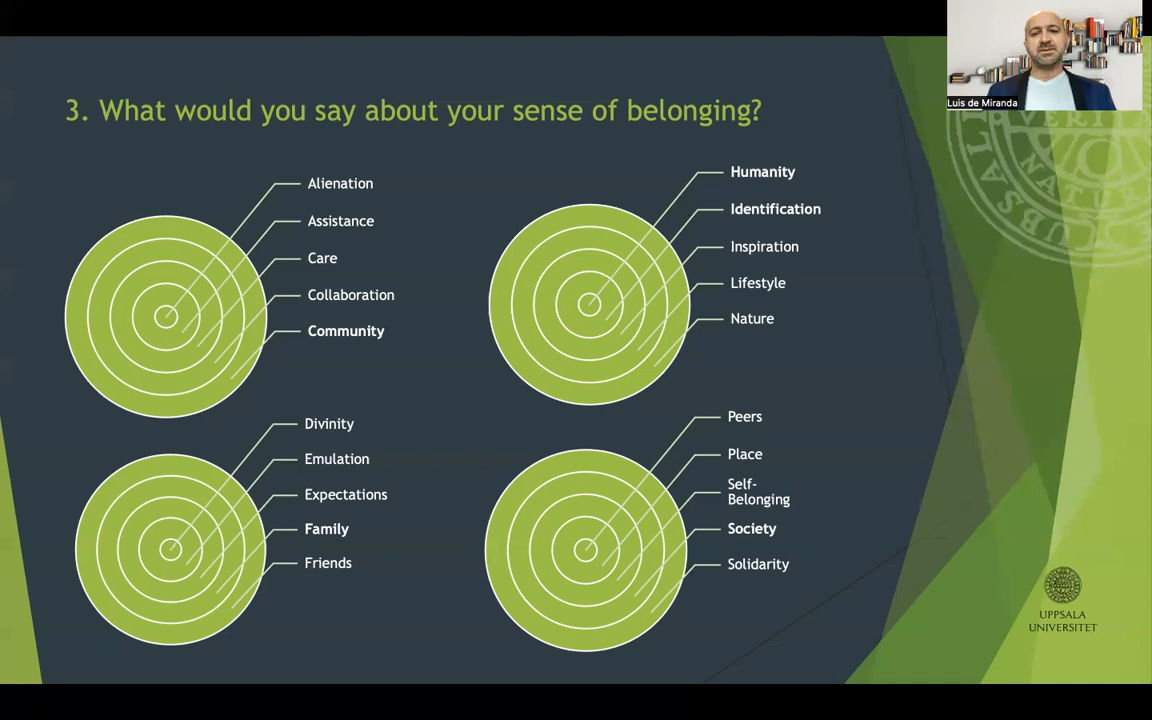 Luis de Miranda
3. What would you say about your sense of belonging?
Alienation
Assistance
Care
Collaboration
Community
Humanity
Identification
Inspiration
Lifestyle
Nature
Divinity
Emulation
Expectations
Family
Friends
Peers
Place
Self-
Belonging
Society
Solidarity
UPPSALA
UNIVERSITET